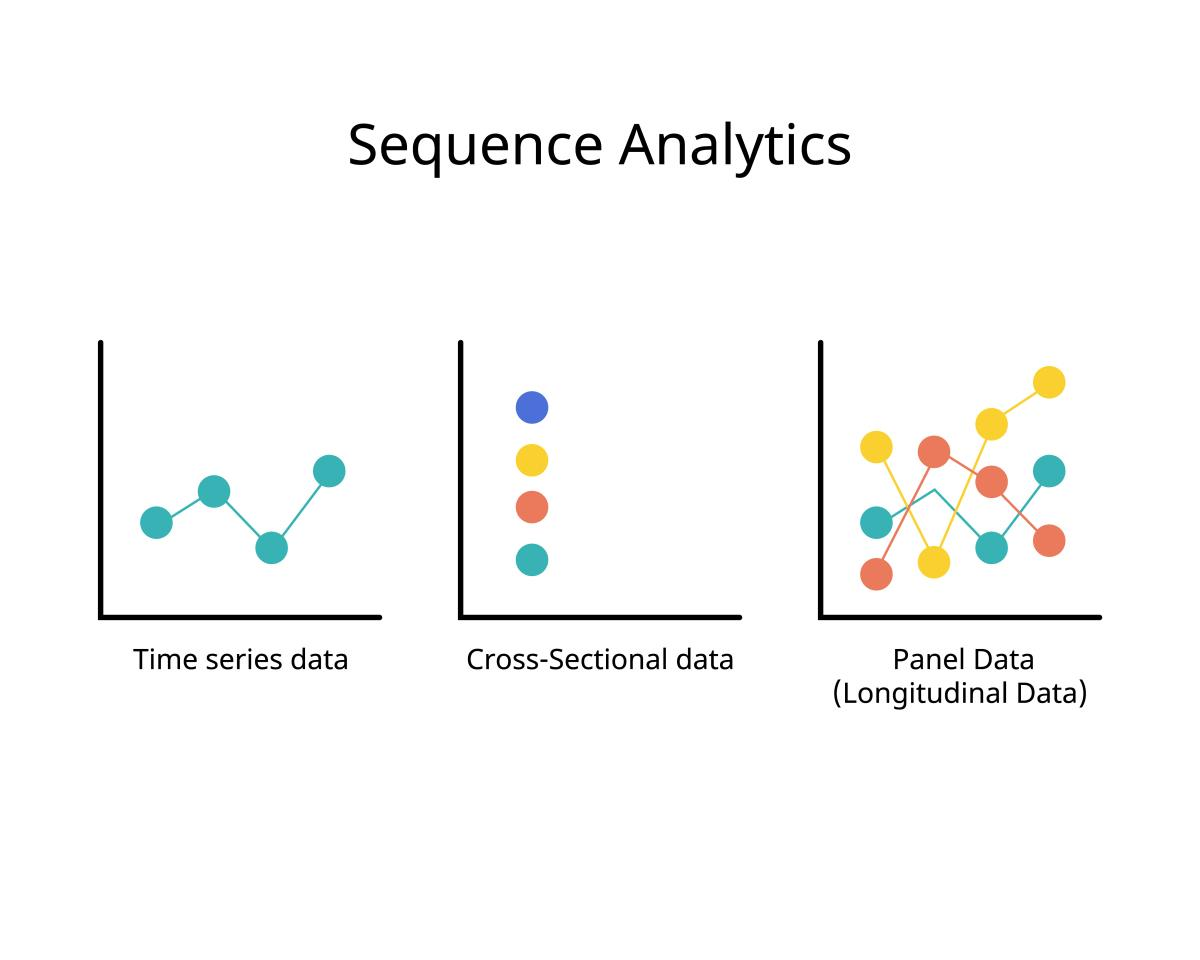 Sequence Analytics
Time series data
Cross-Sectional data
Panel Data
(Longitudinal Data)